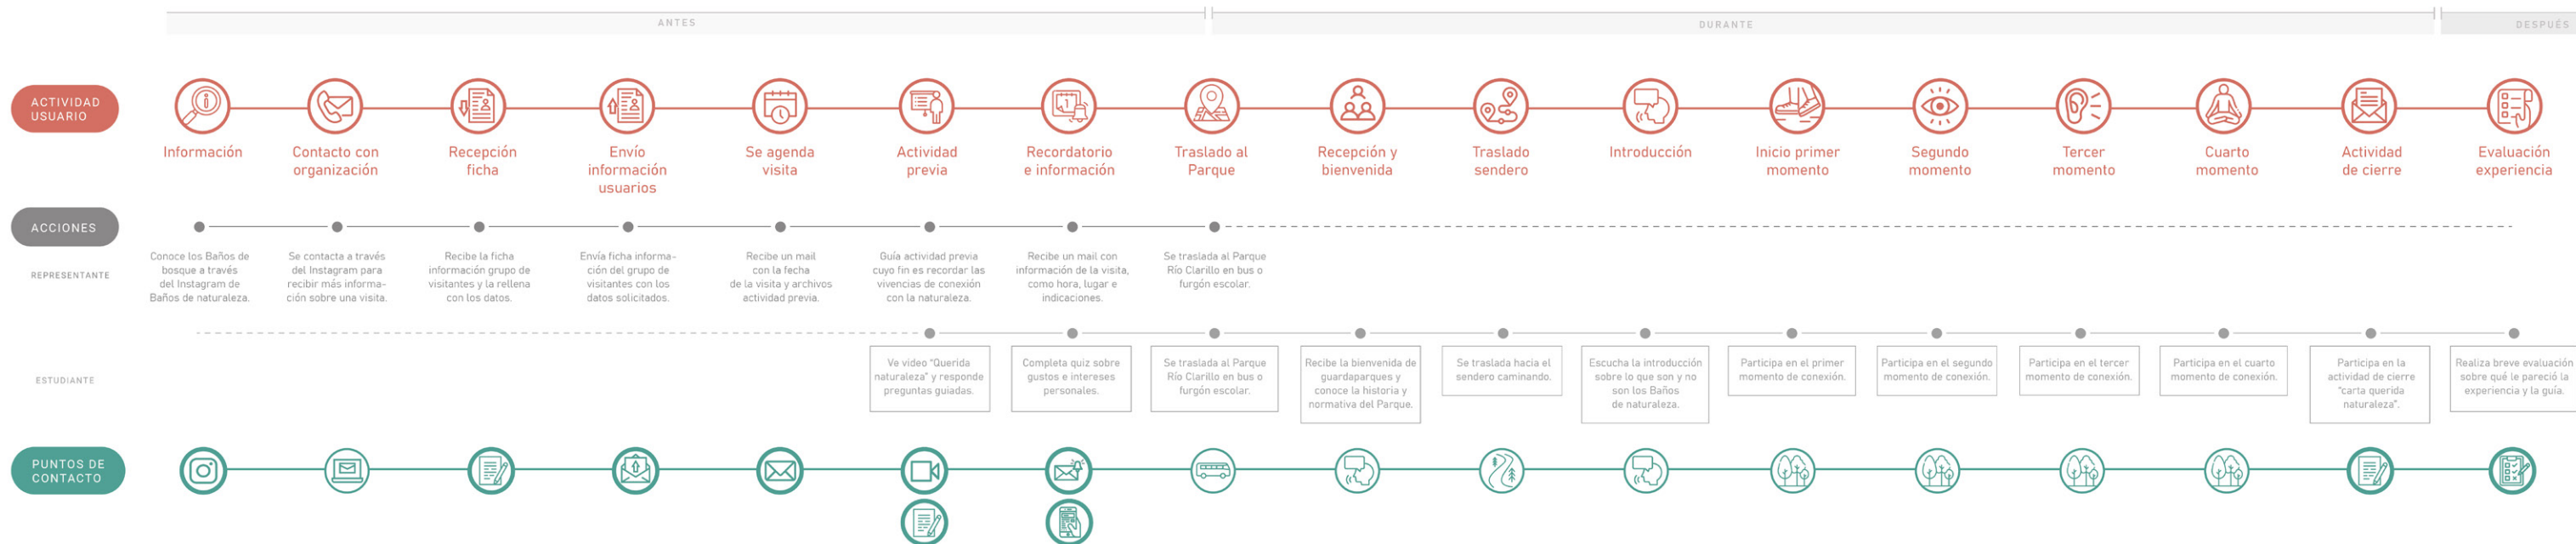 ANTES
DURANTE
DESPUÉS
ACTIVIDAD
USUARIO
Información
Contacto con
organización
Recepción
ficha
Envío
información
usuarios
Se agenda
visita
Actividad
previa
1
Recordatorio
e información
Traslado al
Parque
Recepción y
bienvenida
Traslado
sendero
Introducción
Inicio primer
momento
Segundo
momento
Tercer
momento
Cuarto
momento
Actividad
de cierre
Evaluación
experiencia
ACCIONES
REPRESENTANTE
Conoce los Baños de
bosque a través
del Instagram de
Baños de naturaleza.
Se contacta a través
del Instagram para
recibir más informa-
ción sobre una visita.
Recibe la ficha
información grupo de
visitantes y la rellena
con los datos.
Envía ficha informa-
ción del grupo de
visitantes con los
datos solicitados.
Recibe un mail
con la fecha
de la visita y archivos
actividad previa.
Guía actividad previa
cuyo fin es recordar las
vivencias de conexión
con la naturaleza.
Recibe un mail con
información de la visita,
como hora, lugar e
indicaciones.
Se traslada al Parque
Río Clarillo en bus o
furgón escolar.
ESTUDIANTE
Ve video "Querida
naturaleza" y responde
preguntas guiadas.
Completa quiz sobre
gustos e intereses
personales.
Se traslada al Parque
Río Clarillo en bus o
furgón escolar.
Recibe la bienvenida de
guardaparques y
conoce la historia y
normativa del Parque.
Se traslada hacia el
sendero caminando.
Escucha la introducción
sobre lo que son y no
son los Baños
de naturaleza.
Participa en el primer
momento de conexión.
Participa en el segundo
momento de conexión.
Participa en el tercer
momento de conexión.
Participa en el cuarto
momento de conexión.
Participa en la
actividad de cierre
"carta querida
naturaleza".
Realiza breve evaluación
sobre qué le pareció la
experiencia y la guía.
PUNTOS DE
CONTACTO